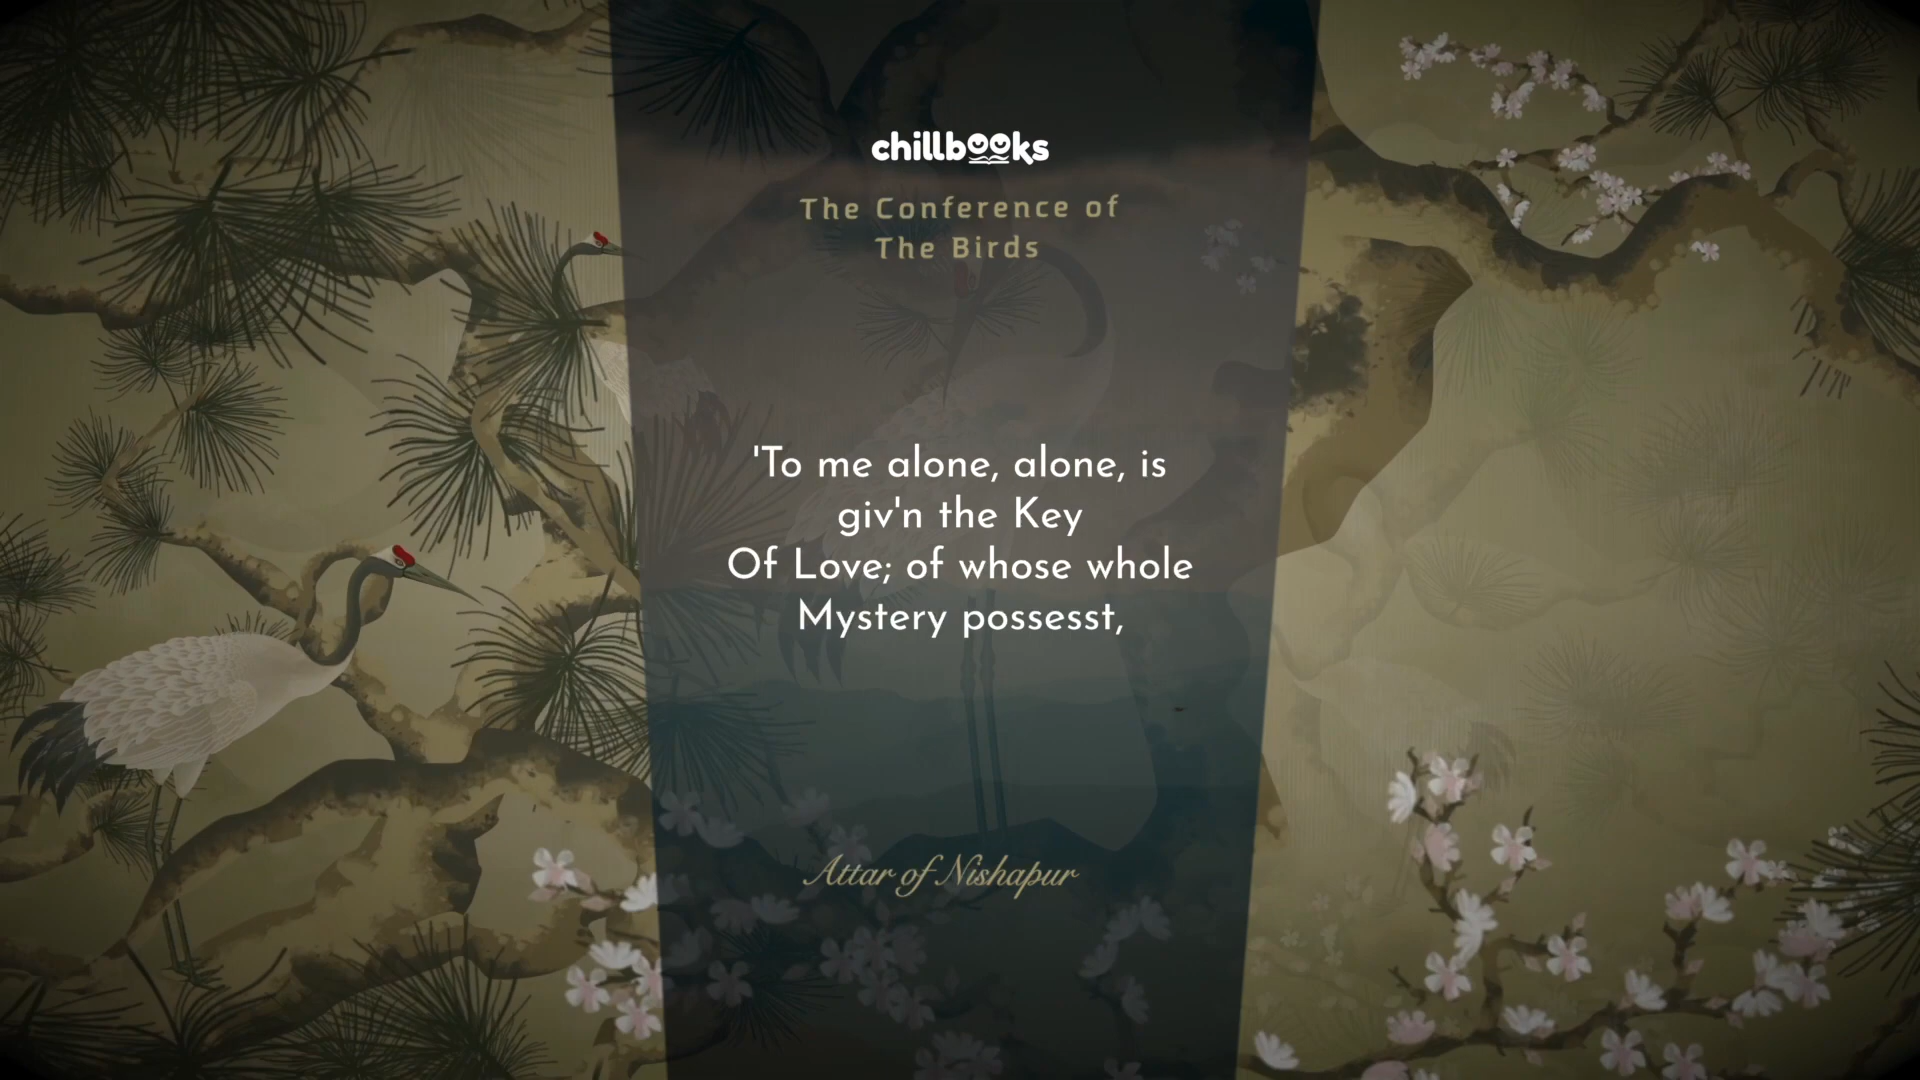 chillbooks
The Conference of
The Birds
'To me alone, alone, is
giv'n the Key
Of Love; of whose whole
Mystery possesst,
Attar of Nishapur